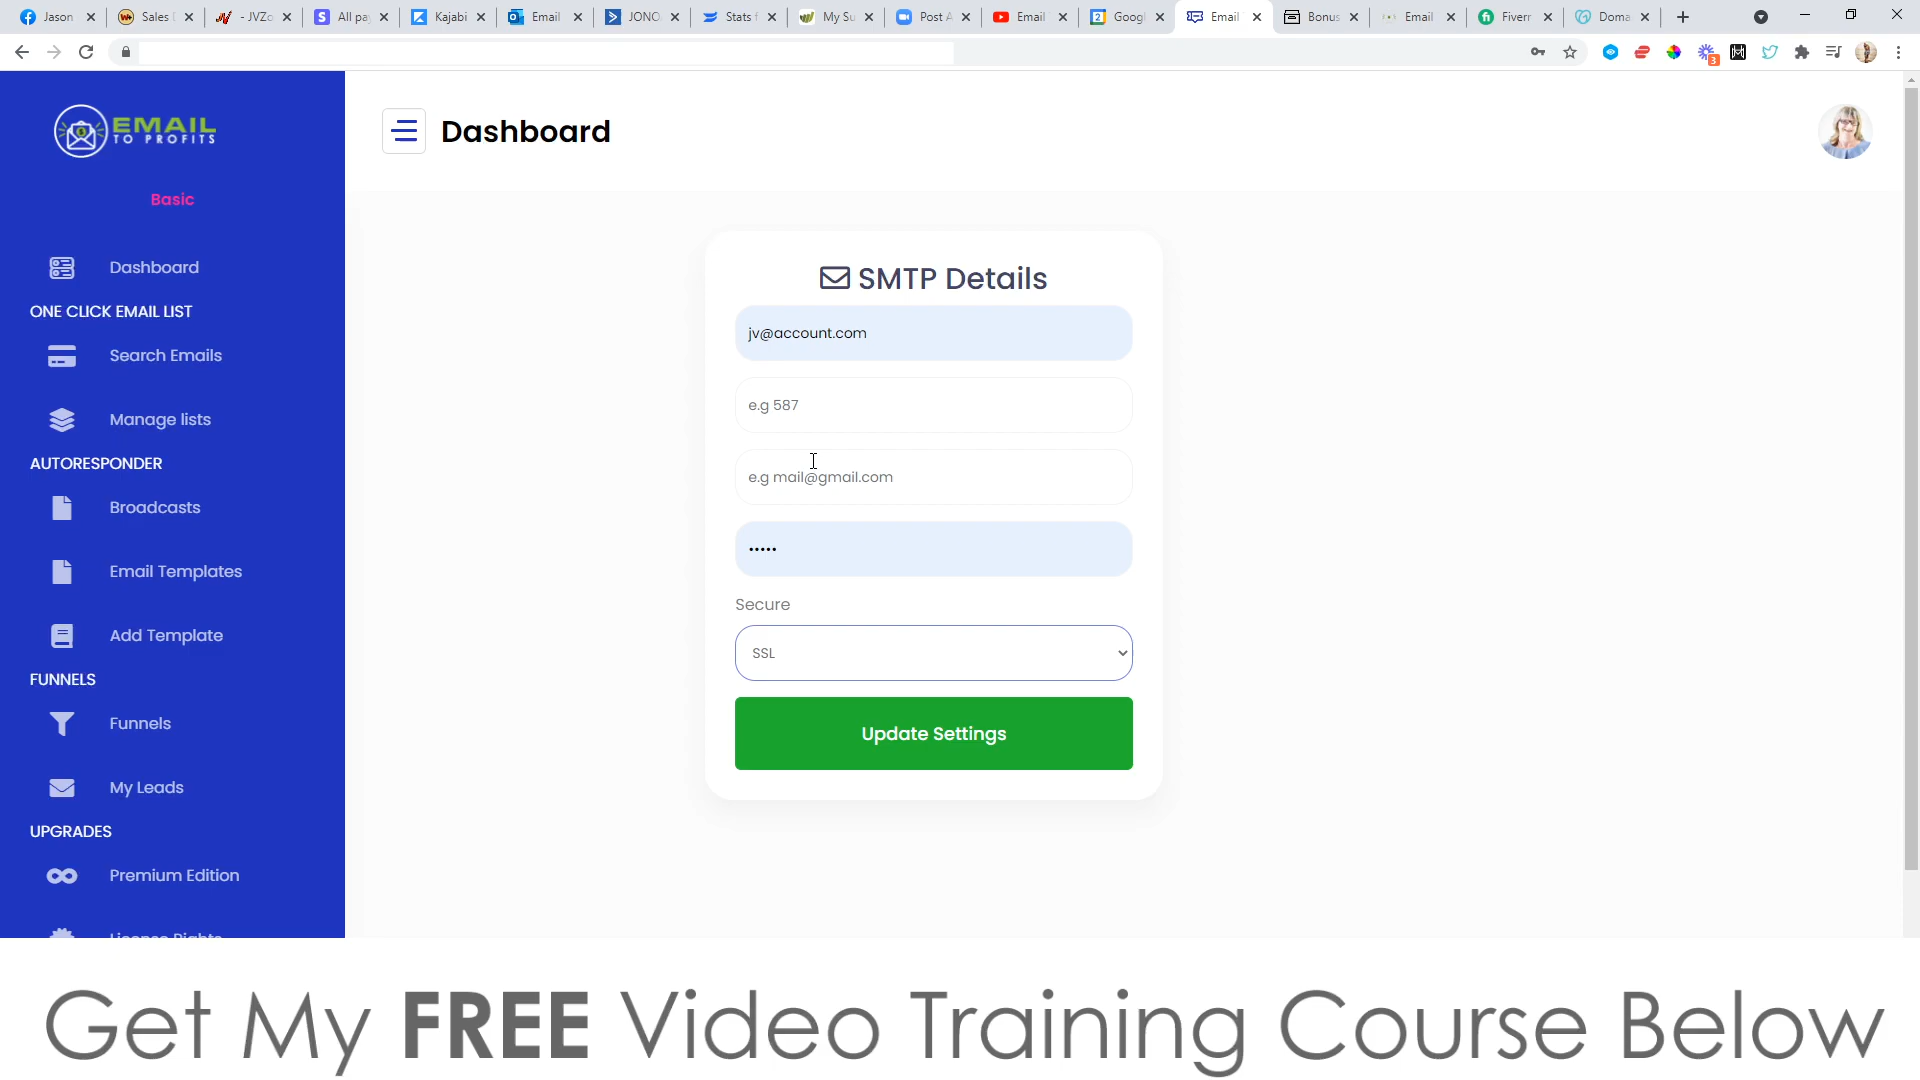 Jason
Sales
- JVZo
All pa
Kajabi
Email
JONO
Stats f
My Su
Post A
Email
Googl
Email
Bonus
Email
Fiverr
Doma
3
EMAIL
TO PROFITS
Basic
Dashboard
ONE CLICK EMAIL LIST
Search Emails
Manage lists
AUTORESPONDER
Broadcasts
Email Templates
Add Template
FUNNELS
Funnels
My Leads
UPGRADES
Premium Edition
License Rights
Dashboard
SMTP Details
jv@account.com
e.g 587
e.g mail@gmail.com
•••••
Secure
SSL
Update Settings
Get My FREE Video Training Course Below